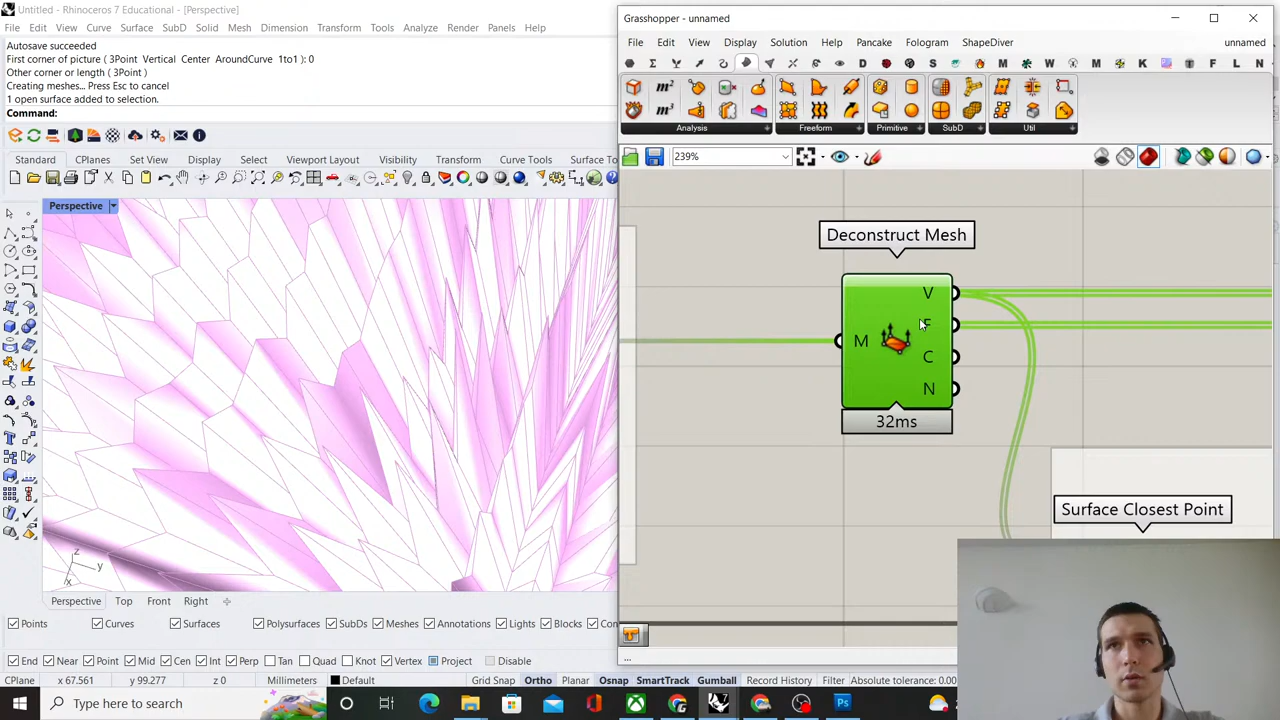 Untitled - Rhinoceros 7 Educational - [Perspective]
File Edit View Curve Surface SubD Solid Mesh Dimension Transform Tools Analyze Render Panels Help
Autosave succeeded
First corner of picture ( 3Point Vertical Center AroundCurve 1to1 ): 0
Other corner or length ( 3Point )
Creating meshes... Press Esc to cancel
1 open surface added to selection.
Command:
Standard CPlanes Set View Display Select Viewport Layout Visibility Transform Curve Tools Surface To
Perspective
z
y
x
Perspective Top Front Right
Points Curves Surfaces Polysurfaces SubDs Meshes Annotations Lights Blocks Con
End Near Point Mid Cen Int Perp Tan Quad Knot Vertex Project Disable
CPlane x 67.561 y 99.277 z 0 Millimeters Default Grid Snap Ortho Planar Osnap SmartTrack Gumball Record History Filter Absolute tolerance: 0.00
Type here to search
Grasshopper - unnamed
File Edit View Display Solution Help Pancake Fologram ShapeDiver unnamed
Analysis Freeform Primitive SubD Util
239%
Deconstruct Mesh
V
M
C
N
32ms
Surface Closest Point
...